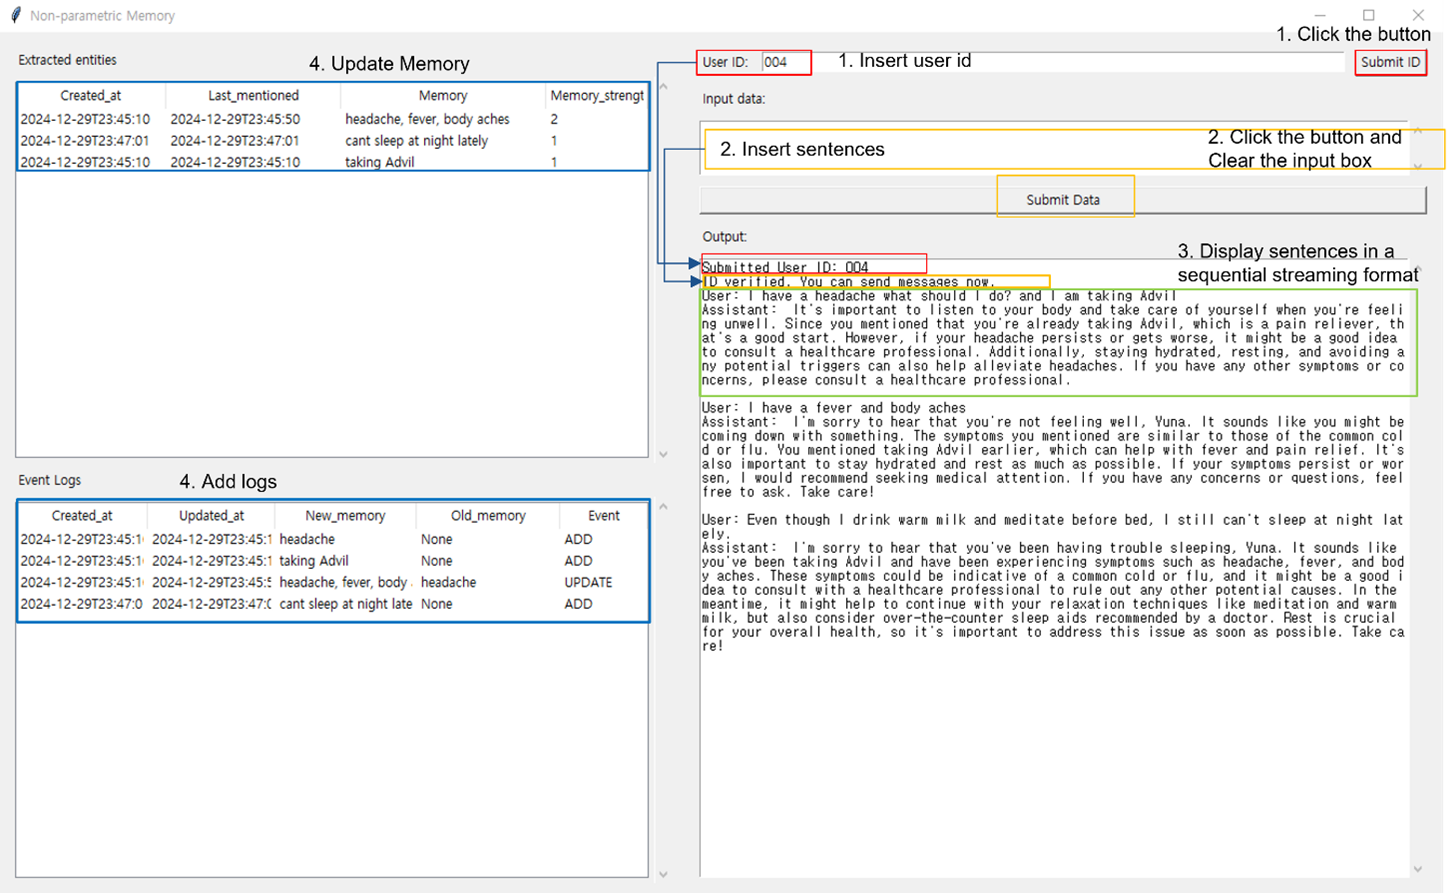 Non-parametric Memory
1. Click the button
Extracted entities
4. Update Memory
User ID: 004
1. Insert user id
Submit ID
Created_at Last_mentioned Memory Memory_strengt
2024-12-29T23:45:10 2024-12-29T23:45:50 headache, fever, body aches 2
2024-12-29T23:47:01 2024-12-29T23:47:01 cant sleep at night lately 1
2024-12-29T23:45:10 2024-12-29T23:45:10 taking Advil 1
Input data:
2. Insert sentences
2. Click the button and
Clear the input box
Submit Data
Output:
3. Display sentences in a
sequential streaming format
Submitted User ID: 004
ID verified. You can send messages now.
User: I have a headache what should I do? and I am taking Advil
Assistant: It's important to listen to your body and take care of yourself when you're feeli
ng unwell. Since you mentioned that you're already taking Advil, which is a pain reliever, th
at's a good start. However, if your headache persists or gets worse, it might be a good idea
to consult a healthcare professional. Additionally, staying hydrated, resting, and avoiding a
ny potential triggers can also help alleviate headaches. If you have any other symptoms or co
ncerns, please consult a healthcare professional.
User: I have a fever and body aches
Assistant: I'm sorry to hear that you're not feeling well, Yuna. It sounds like you might be
coming down with something. The symptoms you mentioned are similar to those of the common col
d or flu. You mentioned taking Advil earlier, which can help with fever and pain relief. It's
also important to stay hydrated and rest as much as possible. If your symptoms persist or wor
sen, I would recommend seeking medical attention. If you have any concerns or questions, feel
free to ask. Take care!
User: Even though I drink warm milk and meditate before bed, I still can't sleep at night lat
ely.
Assistant: I'm sorry to hear that you've been having trouble sleeping, Yuna. It sounds like
you've been taking Advil and have been experiencing symptoms such as headache, fever, and bod
y aches. These symptoms could be indicative of a common cold or flu, and it might be a good i
dea to consult with a healthcare professional to rule out any other potential causes. In the
meantime, it might help to continue with your relaxation techniques like meditation and warm
milk, but also consider over-the-counter sleep aids recommended by a doctor. Rest is crucial
for your overall health, so it's important to address this issue as soon as possible. Take ca
re!
Event Logs
4. Add logs
Created_at Updated_at New_memory Old_memory Event
2024-12-29T23:45:1 2024-12-29T23:45:1 headache None ADD
2024-12-29T23:45:1 2024-12-29T23:45:1 taking Advil None ADD
2024-12-29T23:45:1 2024-12-29T23:45:5 headache, fever, body headache UPDATE
2024-12-29T23:47:0 2024-12-29T23:47:0 cant sleep at night late None ADD